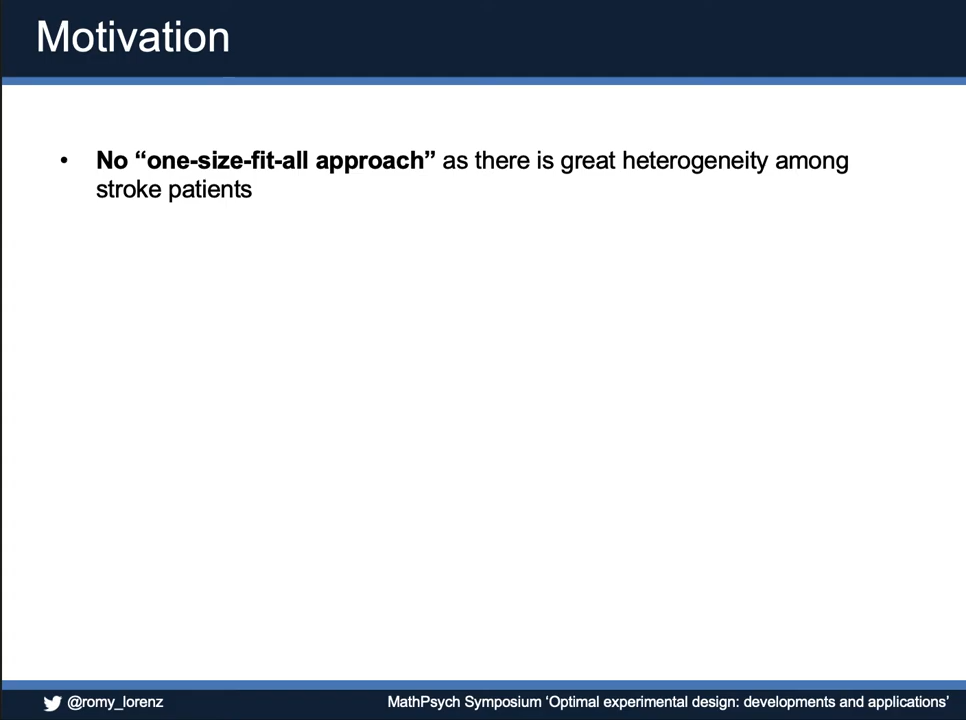 Motivation
• No “one-size-fit-all approach” as there is great heterogeneity among
stroke patients
@romy_lorenz
MathPsych Symposium ‘Optimal experimental design: developments and applications’